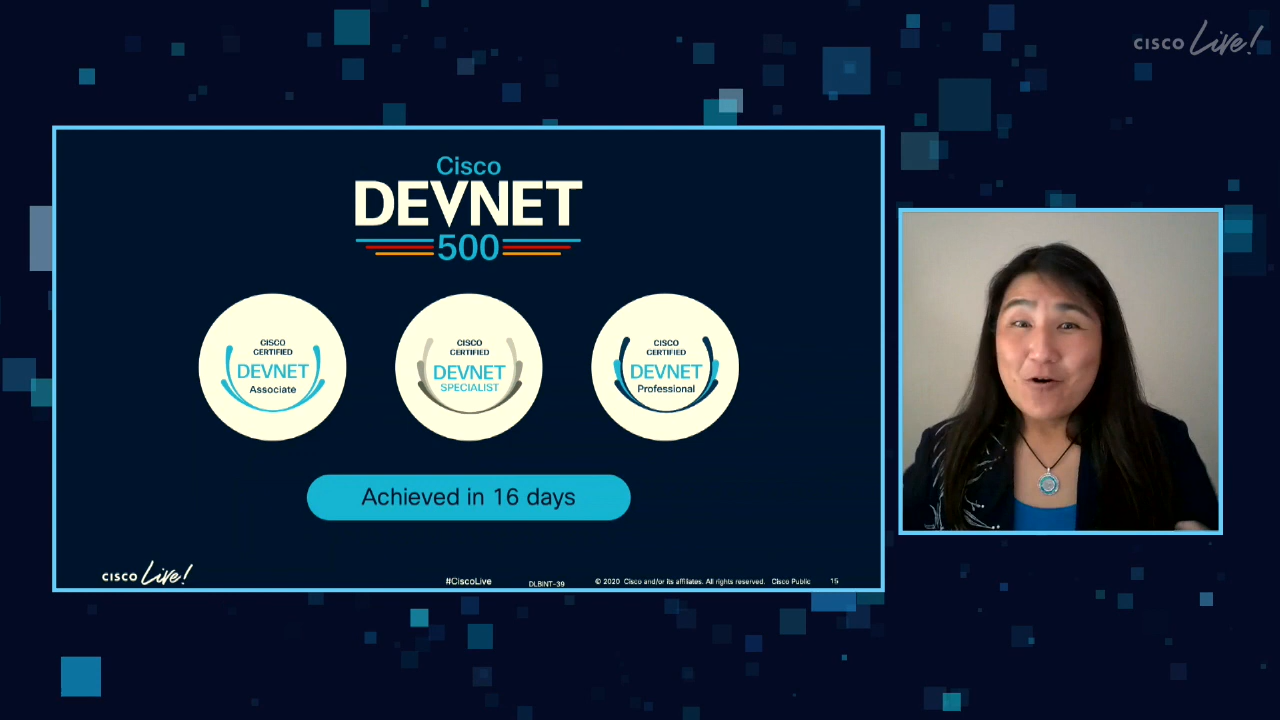 CISCO Live!
Cisco
DEVNET
500
CISCO
CERTIFIED
DEVNET
Associate
CISCO
CERTIFIED
DEVNET
SPECIALIST
CISCO
CERTIFIED
DEVNET
Professional
Achieved in 16 days
CISCO Live!
#CiscoLive
DLBINT-39
© 2020 Cisco and/or its affiliates. All rights reserved. Cisco Public
15